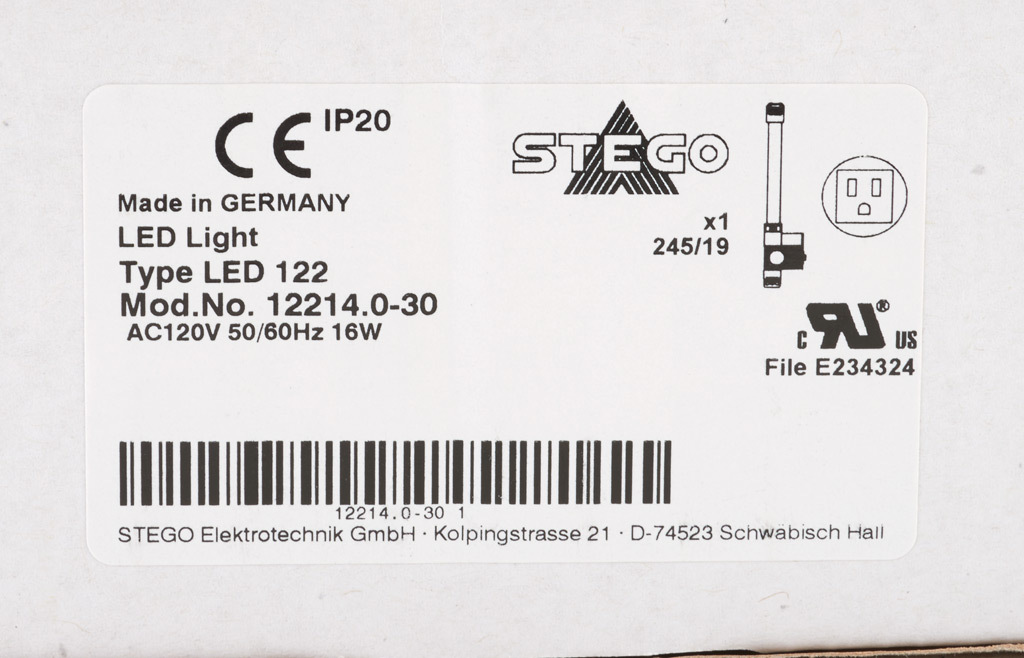 CE IP20
Made in GERMANY
LED Light
Type LED 122
Mod.No. 12214.0-30
AC120V 50/60Hz 16W
STEGO
x1
245/19
c RU® US
File E234324
12214.0-30 1
STEGO Elektrotechnik GmbH · Kolpingstrasse 21 · D-74523 Schwäbisch Hall